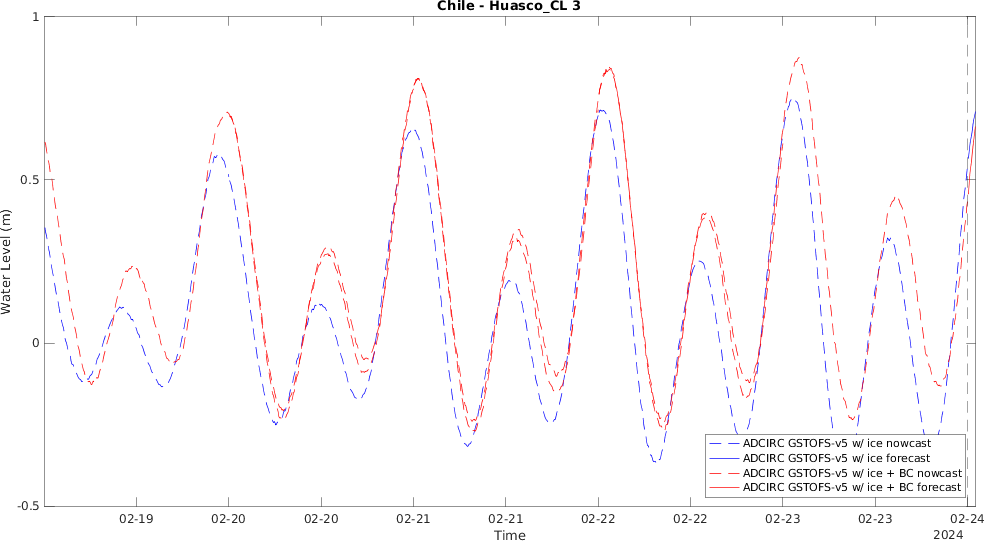 Chile - Huasco_CL 3
Water Level (m)
1
0.5
0
-0.5
ADCIRC GSTOFS-v5 w/ ice nowcast
ADCIRC GSTOFS-v5 w/ ice forecast
ADCIRC GSTOFS-v5 w/ ice + BC nowcast
ADCIRC GSTOFS-v5 w/ ice + BC forecast
02-19 02-20 02-20 02-21 02-21 02-22 02-22 02-23 02-23 02-24
Time 2024